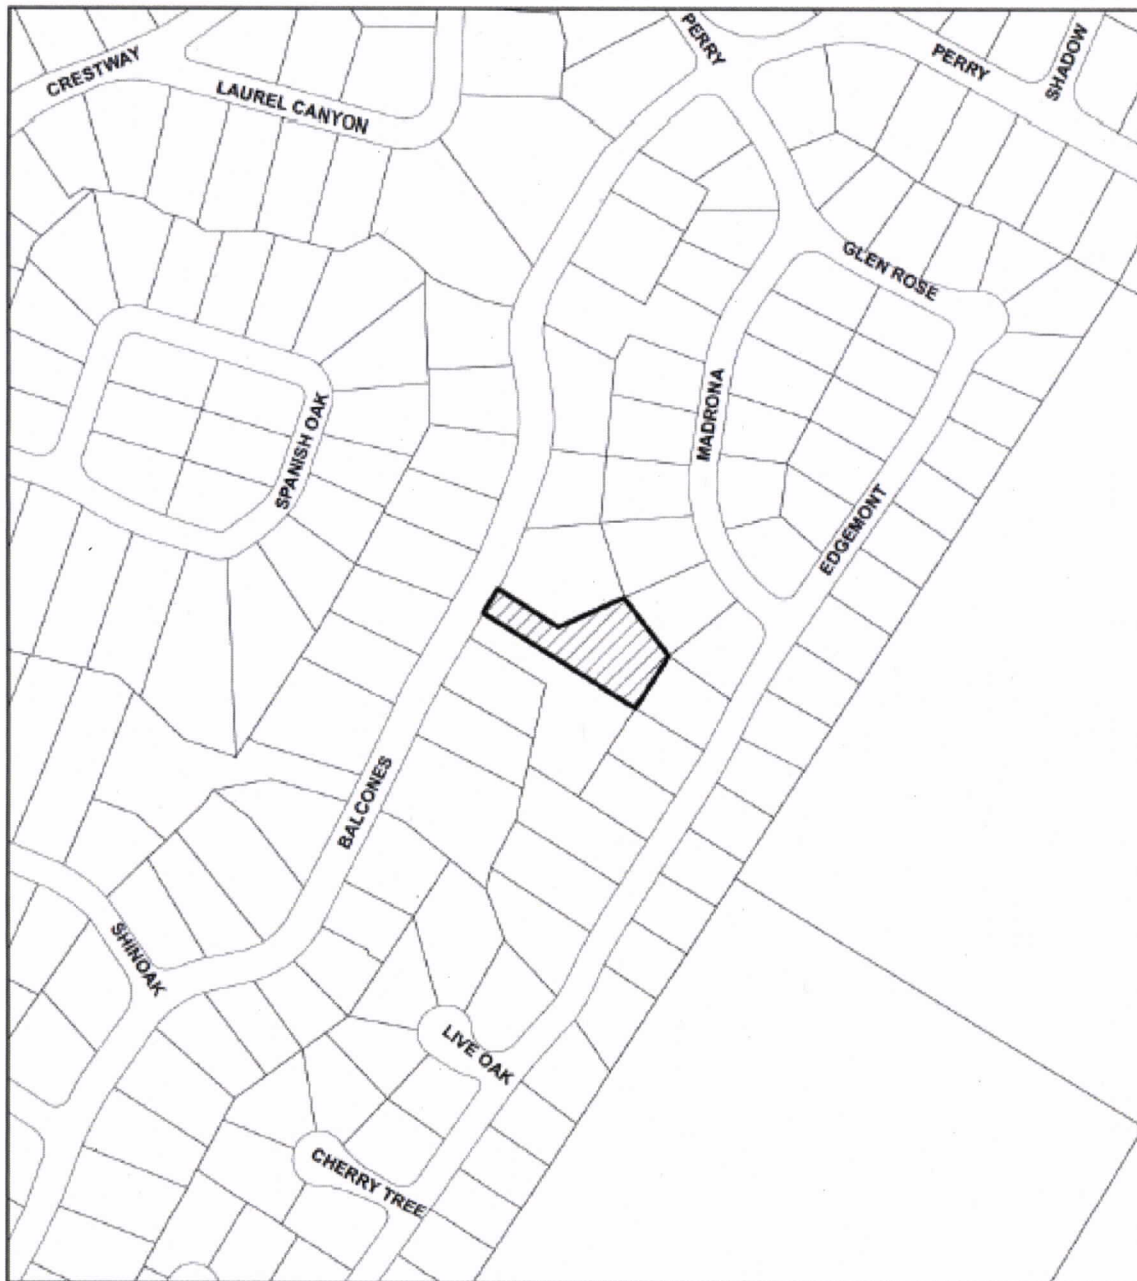 PERRY
PERRY
SHADOW
CRESTWAY
LAUREL CANYON
GLEN ROSE
MADRONA
SPANISH OAK
EDGEMONT
BALCONES
SHINOAK
LIVE OAK
CHERRY TREE